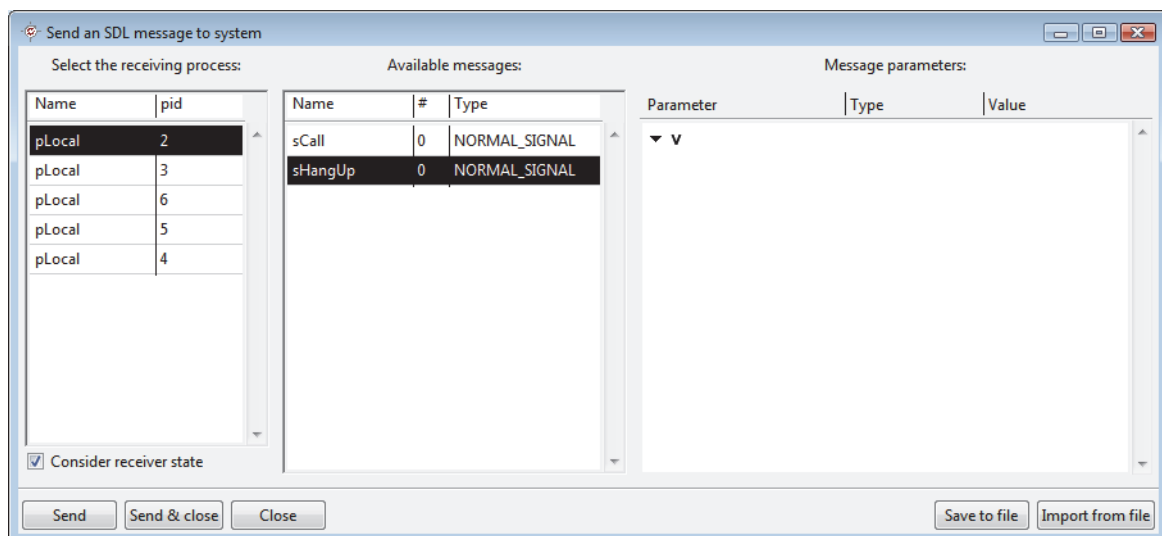 Send an SDL message to system
Select the receiving process: Available messages: Message parameters:
Name pid Name # Type Parameter Type Value
pLocal 2 sCall 0 NORMAL_SIGNAL V
pLocal 3 sHangUp 0 NORMAL_SIGNAL
pLocal 6
pLocal 5
pLocal 4
Consider receiver state
Send Send & close Close Save to file Import from file